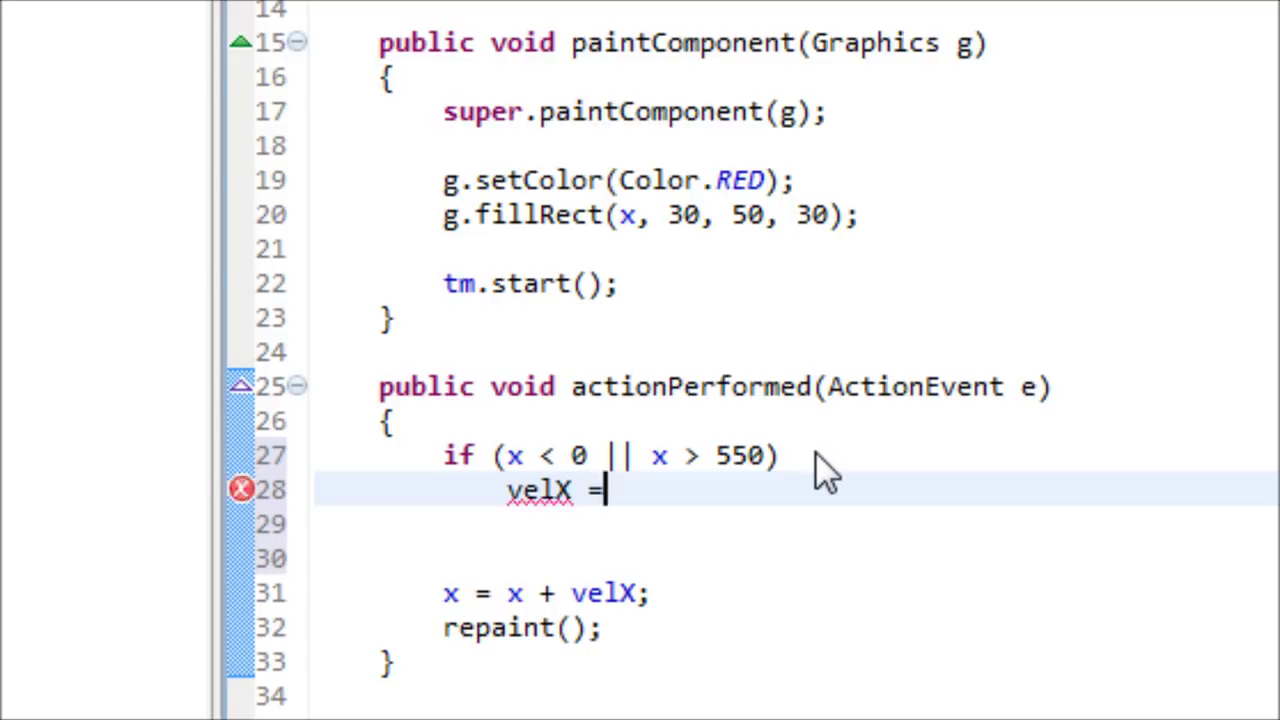 14
15 public void paintComponent(Graphics g)
16 {
17 super.paintComponent(g);
18
19 g.setColor(Color.RED);
20 g.fillRect(x, 30, 50, 30);
21
22 tm.start();
23 }
24
25 public void actionPerformed(ActionEvent e)
26 {
27 if (x < 0 || x > 550)
28 velX =
29
30
31 x = x + velX;
32 repaint();
33 }
34